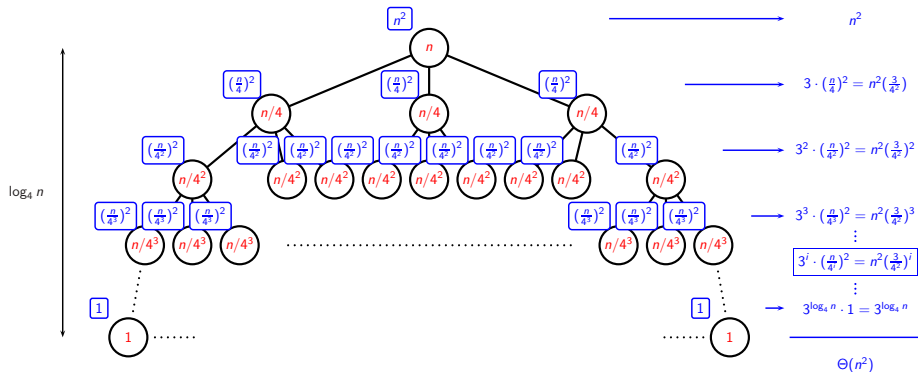 n² n²
n
(n/4)² (n/4)² (n/4)² 3 · (n/4)² = n²(3/4²)
n/4 n/4 n/4
(n/4²)² (n/4²)² (n/4²)² (n/4²)² (n/4²)² (n/4²)² (n/4²)² (n/4²)² (n/4²)² 3² · (n/4²)² = n²(3/4²)²
n/4² n/4² n/4² n/4² n/4² n/4² n/4² n/4² n/4²
log₄ n
(n/4³)² (n/4³)² (n/4³)² (n/4³)² (n/4³)² (n/4³)² 3³ · (n/4³)² = n²(3/4²)³
n/4³ n/4³ n/4³ n/4³ n/4³ n/4³
⋮
3ⁱ · (n/4ⁱ)² = n²(3/4²)ⁱ
⋮
1 1 3^{log₄ n} · 1 = 3^{log₄ n}
1 1
Θ(n²)